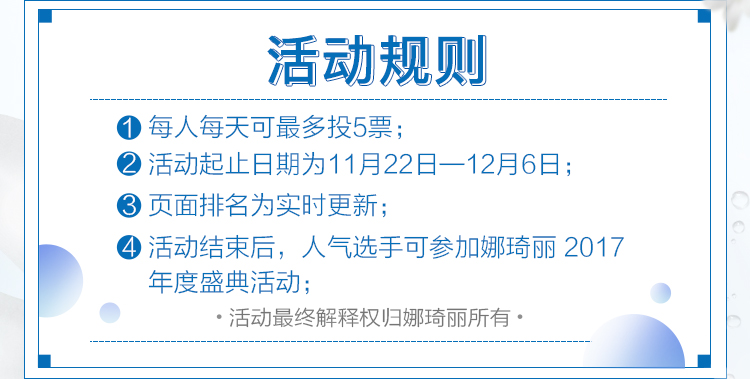 活动规则
1 每人每天可最多投5票；
2 活动起止日期为11月22日—12月6日；
3 页面排名为实时更新；
4 活动结束后，人气选手可参加娜琦丽 2017
年度盛典活动；
·活动最终解释权归娜琦丽所有·